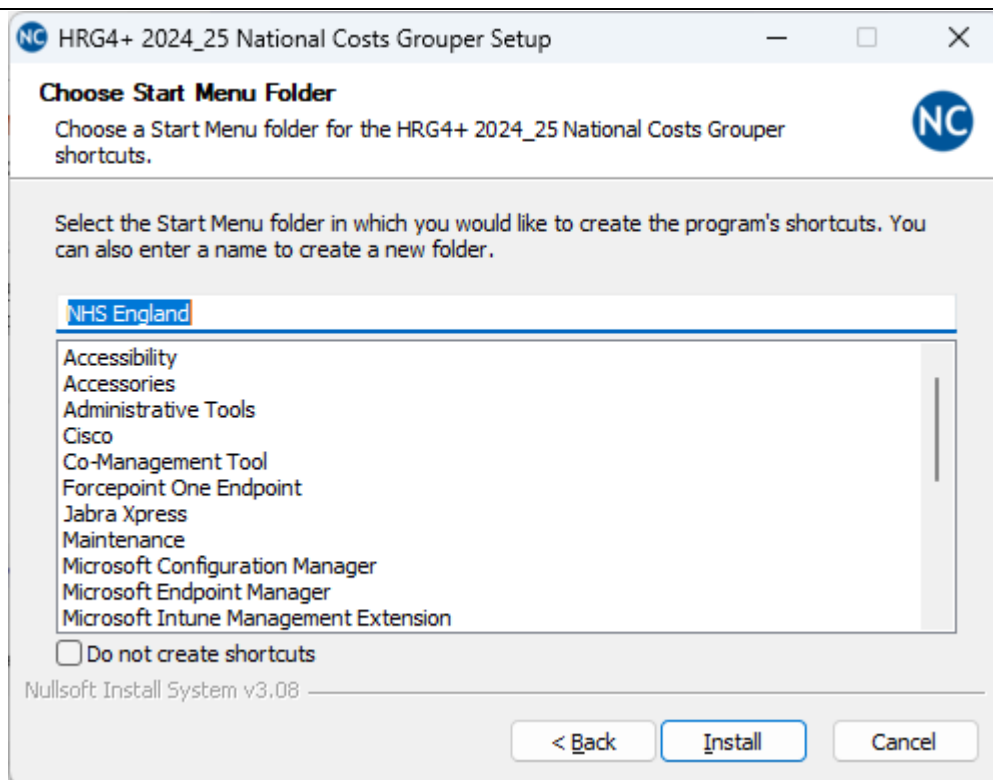 NC HRG4+ 2024_25 National Costs Grouper Setup
Choose Start Menu Folder
Choose a Start Menu folder for the HRG4+ 2024_25 National Costs Grouper
shortcuts.
NC
Select the Start Menu folder in which you would like to create the program's shortcuts. You
can also enter a name to create a new folder.
NHS England
Accessibility
Accessories
Administrative Tools
Cisco
Co-Management Tool
Forcepoint One Endpoint
Jabra Xpress
Maintenance
Microsoft Configuration Manager
Microsoft Endpoint Manager
Microsoft Intune Management Extension
Do not create shortcuts
Nullsoft Install System v3.08
< Back Install Cancel